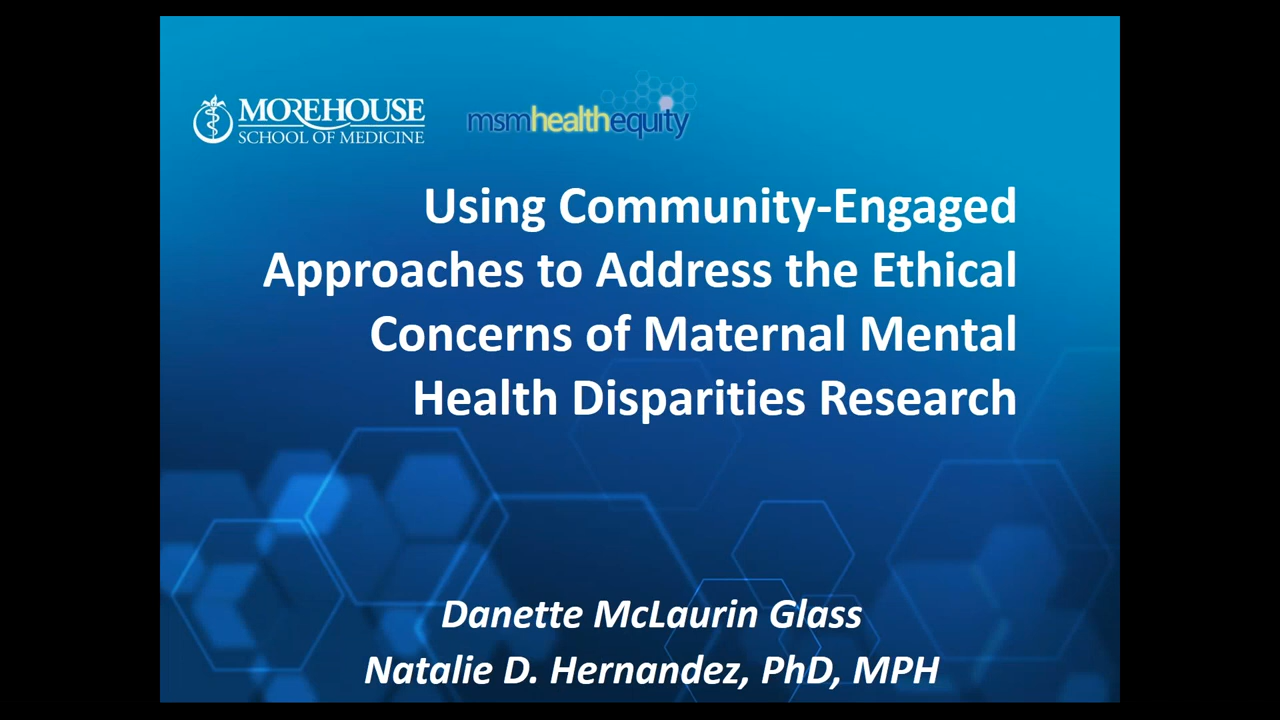 MOREHOUSE
SCHOOL OF MEDICINE
msmhealthequity
Using Community-Engaged
Approaches to Address the Ethical
Concerns of Maternal Mental
Health Disparities Research
Danette McLaurin Glass
Natalie D. Hernandez, PhD, MPH